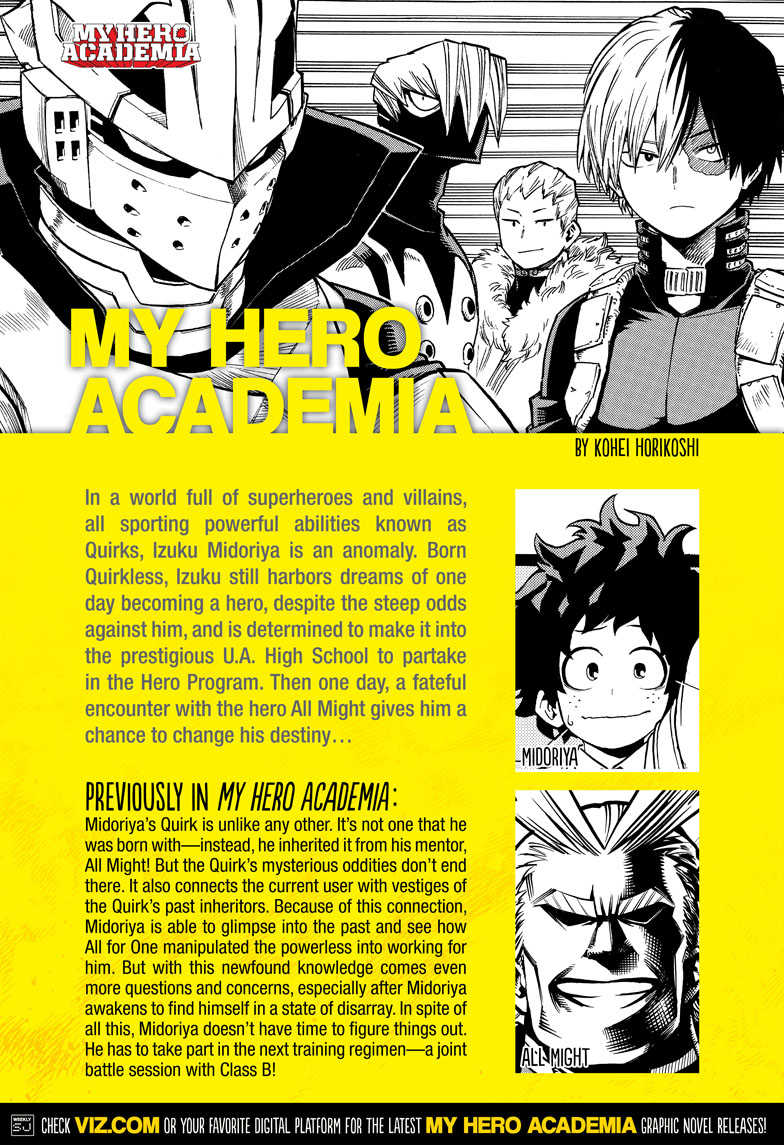 MY HERO
ACADEMIA
MY HERO
ACADEMIA
BY KOHEI HORIKOSHI
In a world full of superheroes and villains,
all sporting powerful abilities known as
Quirks, Izuku Midoriya is an anomaly. Born
Quirkless, Izuku still harbors dreams of one
day becoming a hero, despite the steep odds
against him, and is determined to make it into
the prestigious U.A. High School to partake
in the Hero Program. Then one day, a fateful
encounter with the hero All Might gives him a
chance to change his destiny…
MIDORIYA
PREVIOUSLY IN MY HERO ACADEMIA:
Midoriya’s Quirk is unlike any other. It’s not one that he
was born with—instead, he inherited it from his mentor,
All Might! But the Quirk’s mysterious oddities don’t end
there. It also connects the current user with vestiges of
the Quirk’s past inheritors. Because of this connection,
Midoriya is able to glimpse into the past and see how
All for One manipulated the powerless into working for
him. But with this newfound knowledge comes even
more questions and concerns, especially after Midoriya
awakens to find himself in a state of disarray. In spite of
all this, Midoriya doesn’t have time to figure things out.
He has to take part in the next training regimen—a joint
battle session with Class B!
ALL MIGHT
WEEKLY
SJ
CHECK VIZ.COM OR YOUR FAVORITE DIGITAL PLATFORM FOR THE LATEST MY HERO ACADEMIA GRAPHIC NOVEL RELEASES!